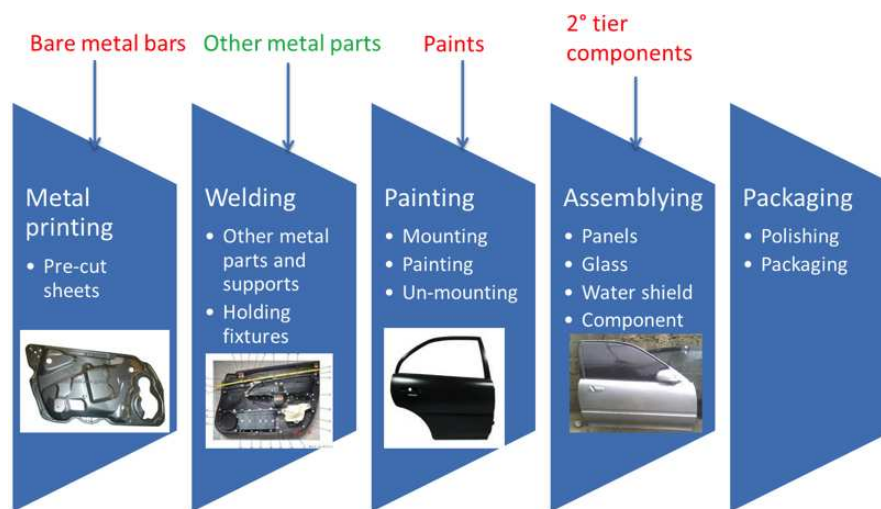 Bare metal bars
Other metal parts
Paints
2° tier
components
Metal
printing
• Pre-cut
sheets
Welding
• Other metal
parts and
supports
• Holding
fixtures
Painting
• Mounting
• Painting
• Un-mounting
Assemblying
• Panels
• Glass
• Water shield
• Component
Packaging
• Polishing
• Packaging